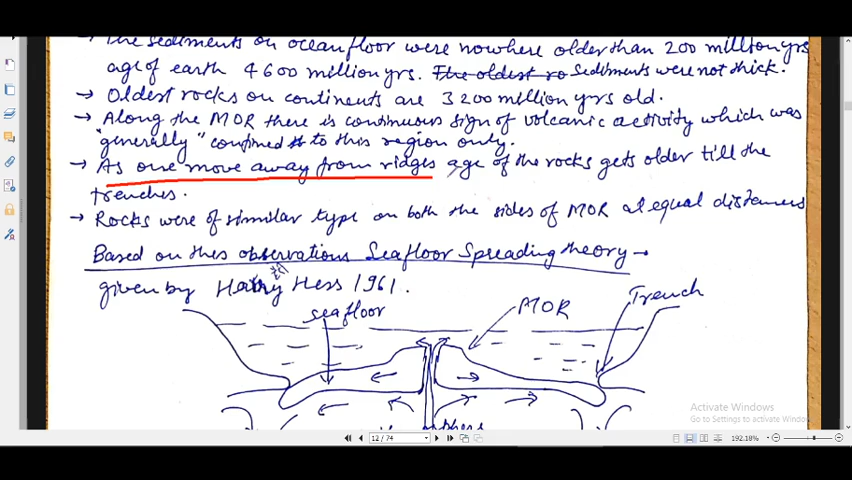 → The sediments on ocean floor were nowhere older than 200 million yrs
age of earth 4600 million yrs. The oldest ro Sediments were not thick.
→ Oldest rocks on continents are 3200 million yrs old.
→ Along the MOR there is continuous sign of volcanic activity which was
"generally" confined to this region only.
→ As one move away from ridges age of the rocks gets older till the
trenches.
→ Rocks were of similar type on both the sides of MOR at equal distances
Based on thes observations Seafloor Spreading theory →
given by Harry Hess 1961.
seafloor
MOR
Trench
Activate Windows
Go to Settings to activate Windows.
12 / 74
192.18%